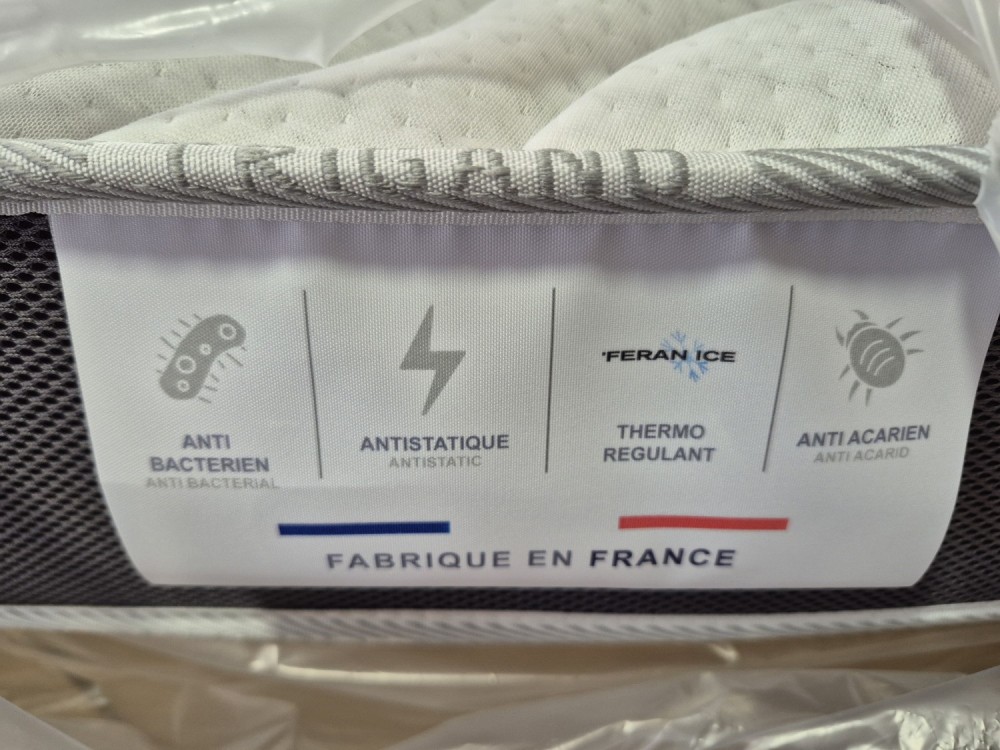 'FERAN ICE
ANTI
BACTERIEN
ANTI BACTERIAL
ANTISTATIQUE
ANTISTATIC
THERMO
REGULANT
ANTI ACARIEN
ANTI ACARID
FABRIQUE EN FRANCE